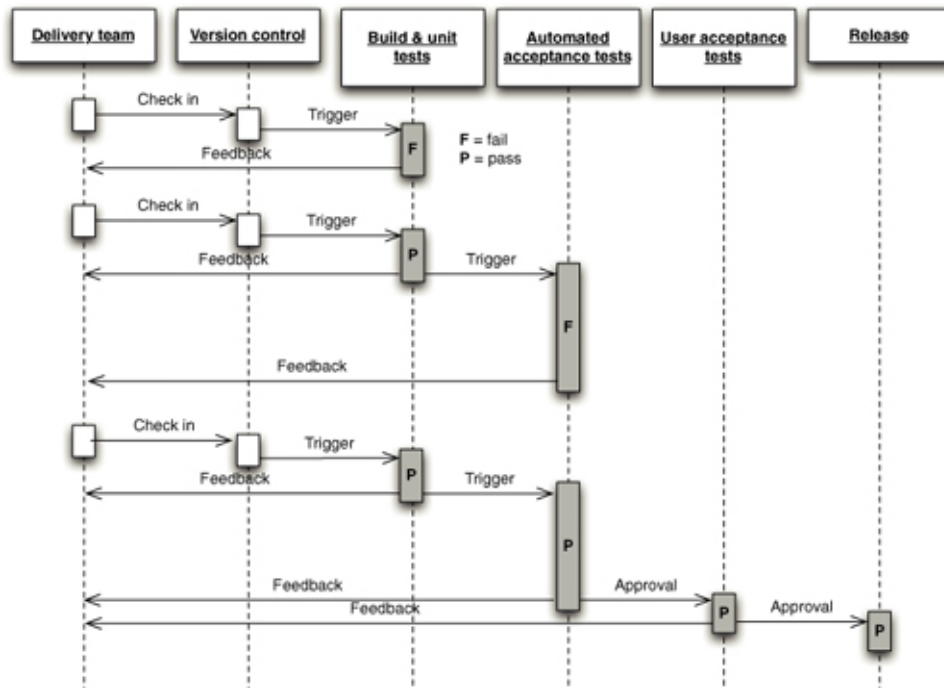 Delivery team
Version control
Build & unit
tests
Automated
acceptance tests
User acceptance
tests
Release
Check in
Trigger
F
F = fail
P = pass
Feedback
Check in
Trigger
P
Feedback
Trigger
F
Feedback
Check in
Trigger
P
Feedback
Trigger
P
Feedback
Approval
P
Feedback
Approval
P